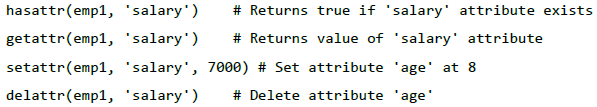 hasattr(emp1, 'salary')    # Returns true if 'salary' attribute exists
getattr(emp1, 'salary')    # Returns value of 'salary' attribute
setattr(emp1, 'salary', 7000) # Set attribute 'age' at 8
delattr(emp1, 'salary')    # Delete attribute 'age'